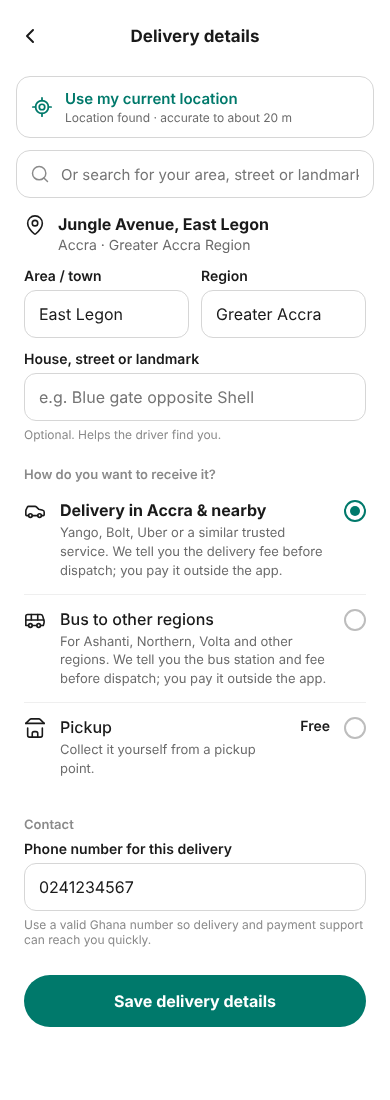 Delivery details
Use my current location
Location found · accurate to about 20 m
Or search for your area, street or landmark
Jungle Avenue, East Legon
Accra · Greater Accra Region
Area / town
Region
East Legon
Greater Accra
House, street or landmark
e.g. Blue gate opposite Shell
Optional. Helps the driver find you.
How do you want to receive it?
Delivery in Accra & nearby
Yango, Bolt, Uber or a similar trusted
service. We tell you the delivery fee before
dispatch; you pay it outside the app.
Bus to other regions
For Ashanti, Northern, Volta and other
regions. We tell you the bus station and fee
before dispatch; you pay it outside the app.
Pickup
Free
Collect it yourself from a pickup
point.
Contact
Phone number for this delivery
0241234567
Use a valid Ghana number so delivery and payment support
can reach you quickly.
Save delivery details